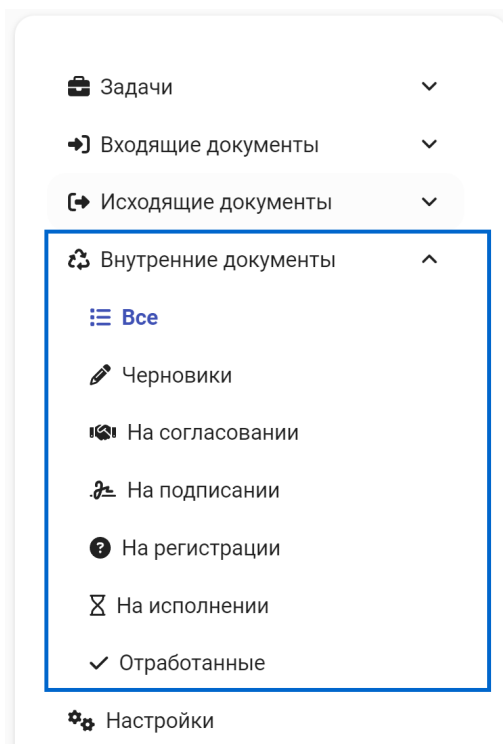 Задачи
Входящие документы
Исходящие документы
Внутренние документы
Все
Черновики
На согласовании
На подписании
На регистрации
На исполнении
Отработанные
Настройки